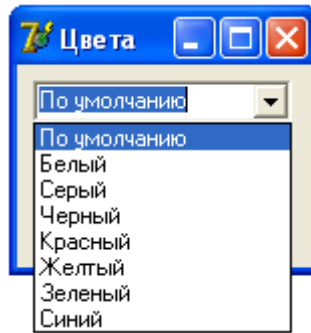 Цвета
По умолчанию
По умолчанию
Белый
Серый
Черный
Красный
Желтый
Зеленый
Синий